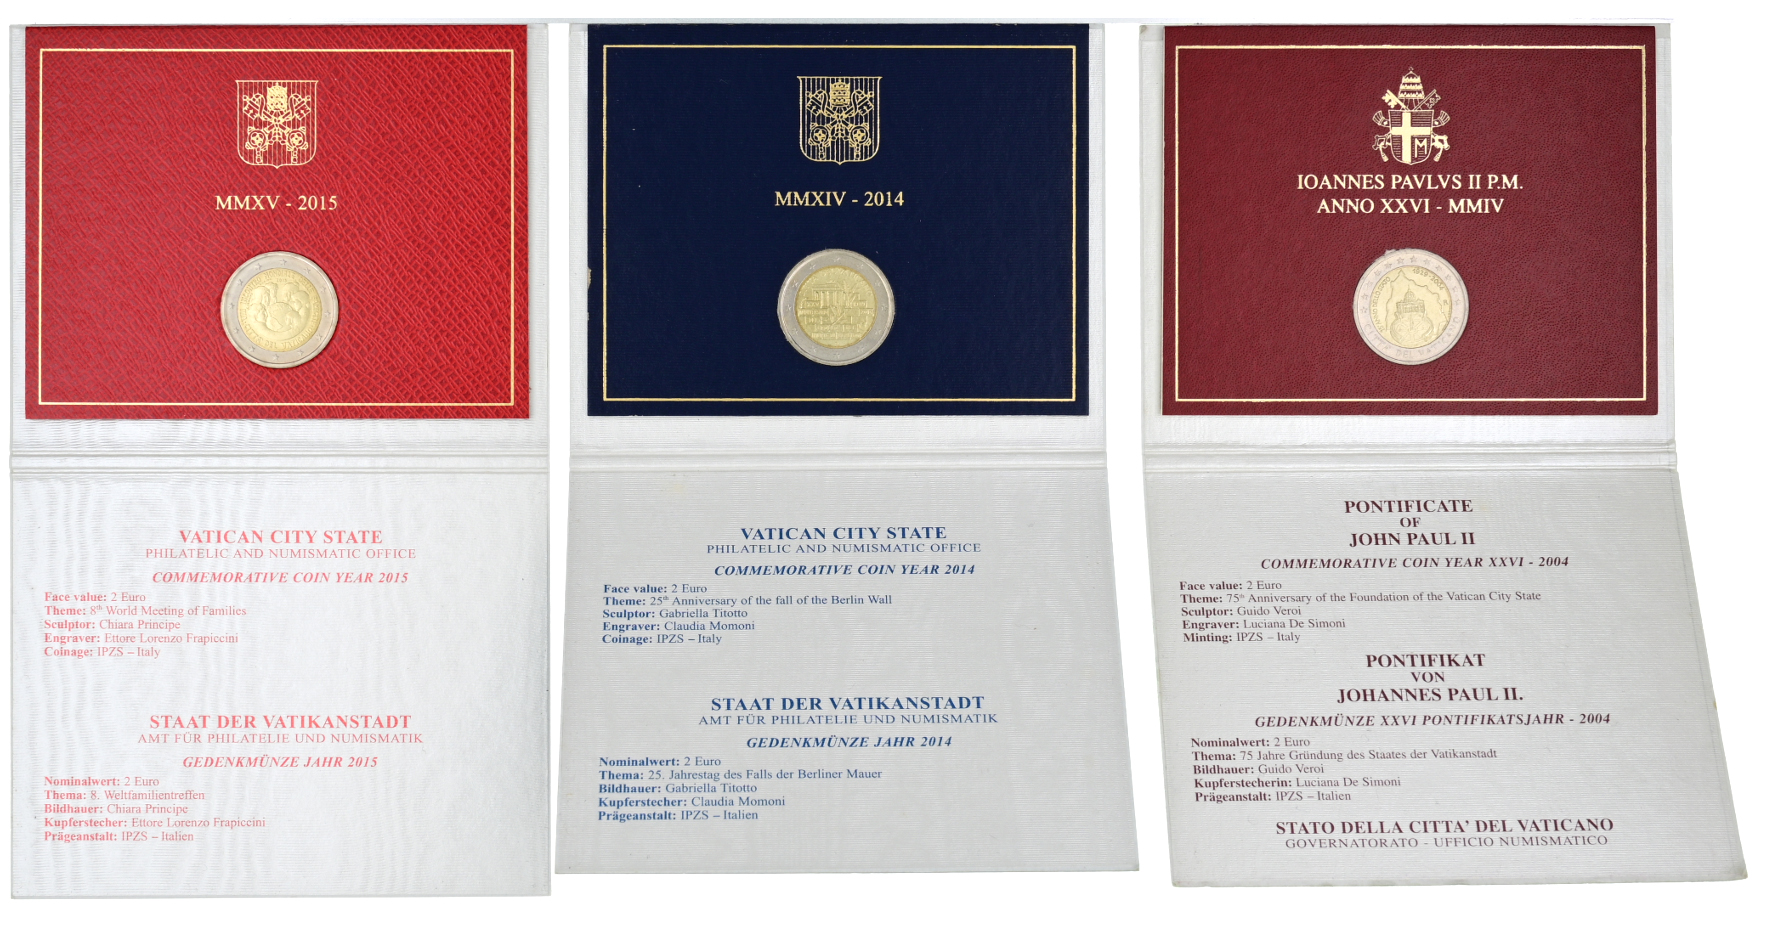 MMXV - 2015
VATICAN CITY STATE
PHILATELIC AND NUMISMATIC OFFICE
COMMEMORATIVE COIN YEAR 2015
Face value: 2 Euro
Theme: 8th World Meeting of Families
Sculptor: Chiara Principe
Engraver: Ettore Lorenzo Frapiccini
Coinage: IPZS – Italy
STAAT DER VATIKANSTADT
AMT FÜR PHILATELIE UND NUMISMATIK
GEDENKMÜNZE JAHR 2015
Nominalwert: 2 Euro
Thema: 8. Weltfamilientreffen
Bildhauer: Chiara Principe
Kupferstecher: Ettore Lorenzo Frapiccini
Prägeanstalt: IPZS – Italien
MMXIV - 2014
VATICAN CITY STATE
PHILATELIC AND NUMISMATIC OFFICE
COMMEMORATIVE COIN YEAR 2014
Face value: 2 Euro
Theme: 25th Anniversary of the fall of the Berlin Wall
Sculptor: Gabriella Titotto
Engraver: Claudia Momoni
Coinage: IPZS – Italy
STAAT DER VATIKANSTADT
AMT FÜR PHILATELIE UND NUMISMATIK
GEDENKMÜNZE JAHR 2014
Nominalwert: 2 Euro
Thema: 25. Jahrestag des Falls der Berliner Mauer
Bildhauer: Gabriella Titotto
Kupferstecher: Claudia Momoni
Prägeanstalt: IPZS – Italien
M
IOANNES PAVLVS II P.M.
ANNO XXVI - MMIV
1929-2004
PONTIFICATE
OF
JOHN PAUL II
COMMEMORATIVE COIN YEAR XXVI - 2004
Face value: 2 Euro
Theme: 75th Anniversary of the Foundation of the Vatican City State
Sculptor: Guido Veroi
Engraver: Luciana De Simoni
Minting: IPZS – Italy
PONTIFIKAT
VON
JOHANNES PAUL II.
GEDENKMÜNZE XXVI PONTIFIKATSJAHR - 2004
Nominalwert: 2 Euro
Thema: 75 Jahre Gründung des Staates der Vatikanstadt
Bildhauer: Guido Veroi
Kupferstecherin: Luciana De Simoni
Prägeanstalt: IPZS – Italien
STATO DELLA CITTA' DEL VATICANO
GOVERNATORATO - UFFICIO NUMISMATICO